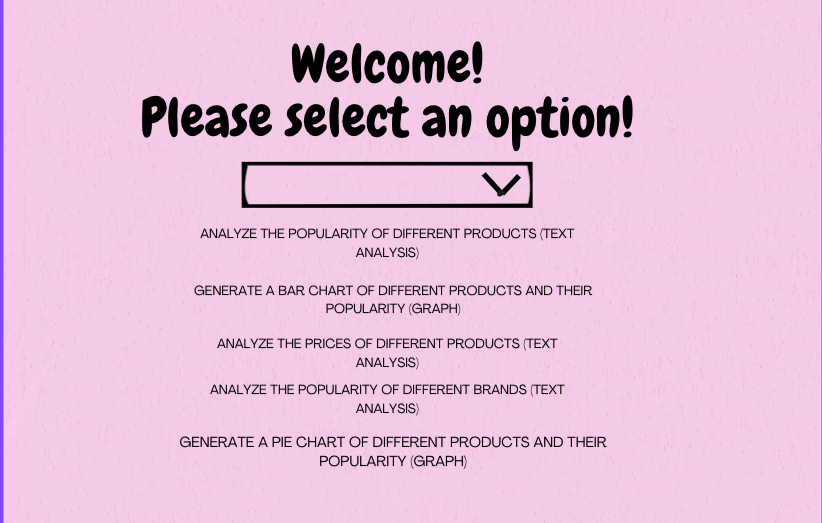 Welcome!
Please select an option!
ANALYZE THE POPULARITY OF DIFFERENT PRODUCTS (TEXT
ANALYSIS)
GENERATE A BAR CHART OF DIFFERENT PRODUCTS AND THEIR
POPULARITY (GRAPH)
ANALYZE THE PRICES OF DIFFERENT PRODUCTS (TEXT
ANALYSIS)
ANALYZE THE POPULARITY OF DIFFERENT BRANDS (TEXT
ANALYSIS)
GENERATE A PIE CHART OF DIFFERENT PRODUCTS AND THEIR
POPULARITY (GRAPH)